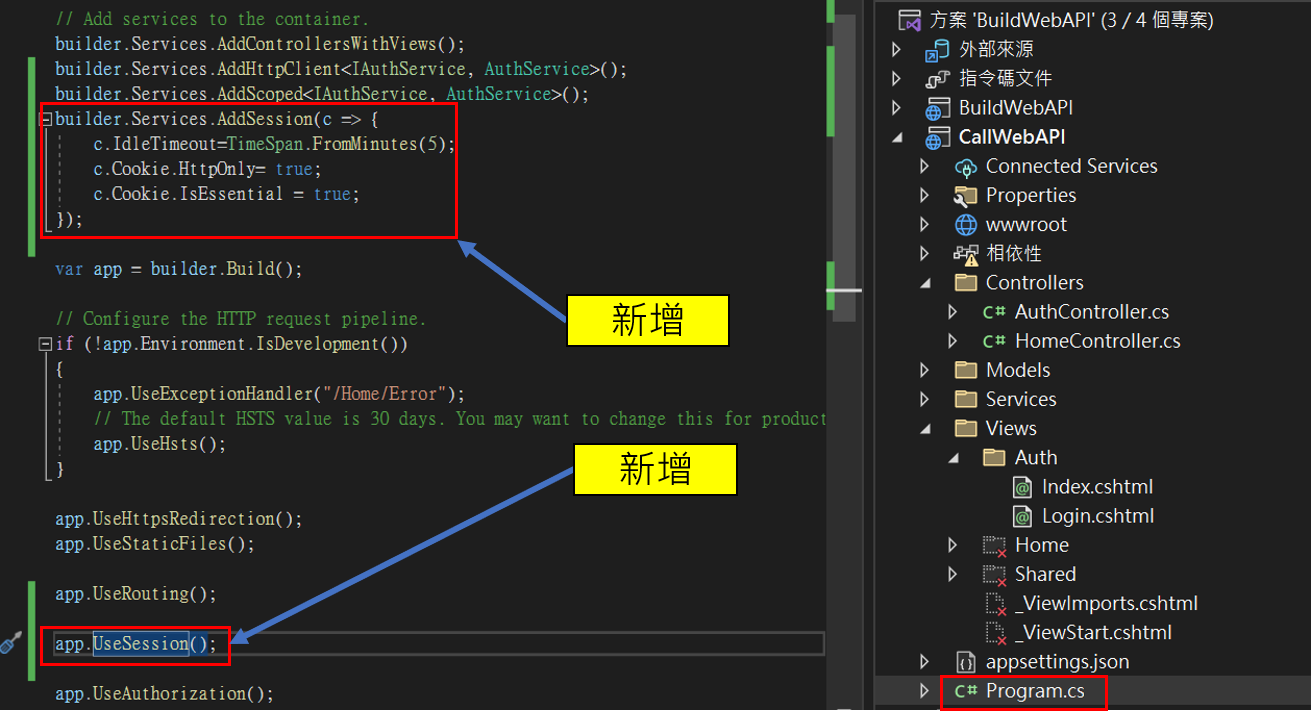 // Add services to the container.
builder.Services.AddControllersWithViews();
builder.Services.AddHttpClient<IAuthService, AuthService>();
builder.Services.AddScoped<IAuthService, AuthService>();
builder.Services.AddSession(c => {
c.IdleTimeout=TimeSpan.FromMinutes(5);
c.Cookie.HttpOnly= true;
c.Cookie.IsEssential = true;
});
var app = builder.Build();
新增
// Configure the HTTP request pipeline.
if (!app.Environment.IsDevelopment())
{
app.UseExceptionHandler("/Home/Error");
// The default HSTS value is 30 days. You may want to change this for product
app.UseHsts();
}
新增
app.UseHttpsRedirection();
app.UseStaticFiles();
app.UseRouting();
app.UseSession();
app.UseAuthorization();
方案 'BuildWebAPI' (3 / 4 個專案)
外部來源
指令碼文件
BuildWebAPI
CallWebAPI
Connected Services
Properties
wwwroot
相依性
Controllers
C# AuthController.cs
C# HomeController.cs
Models
Services
Views
Auth
Index.cshtml
Login.cshtml
Home
Shared
_ViewImports.cshtml
_ViewStart.cshtml
appsettings.json
C# Program.cs